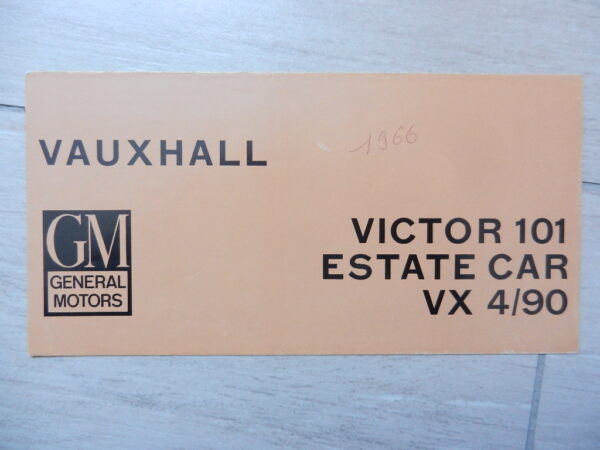 VAUXHALL
1966
GM
GENERAL
MOTORS
VICTOR 101
ESTATE CAR
VX 4/90